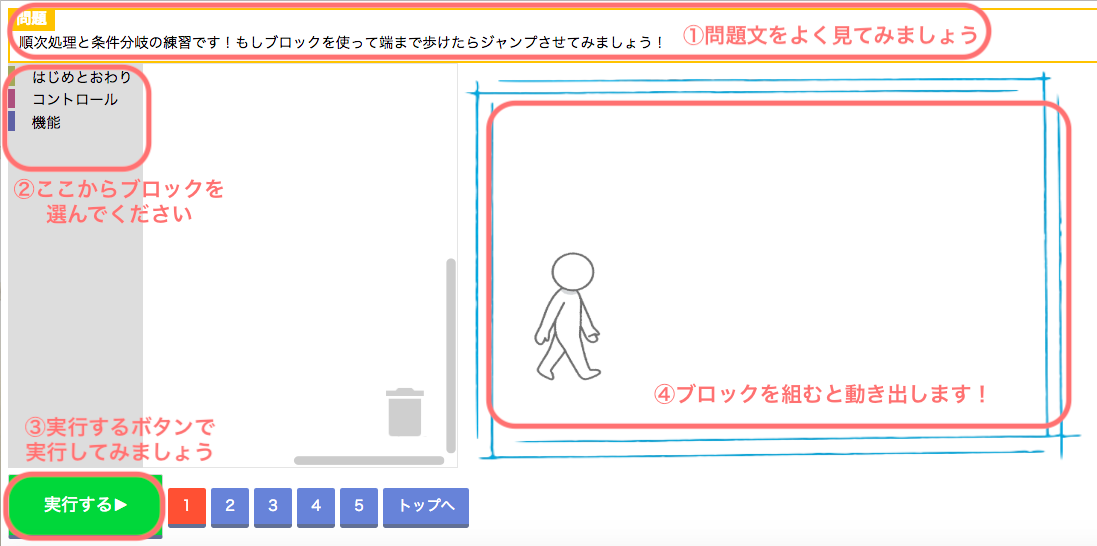 問題
順次処理と条件分岐の練習です！もしブロックを使って端まで歩けたらジャンプさせてみましょう！
①問題文をよく見てみましょう
はじめとおわり
コントロール
機能
②ここからブロックを
選んでください
④ブロックを組むと動き出します！
③実行するボタンで
実行してみましょう
実行する▶
1
2
3
4
5
トップへ